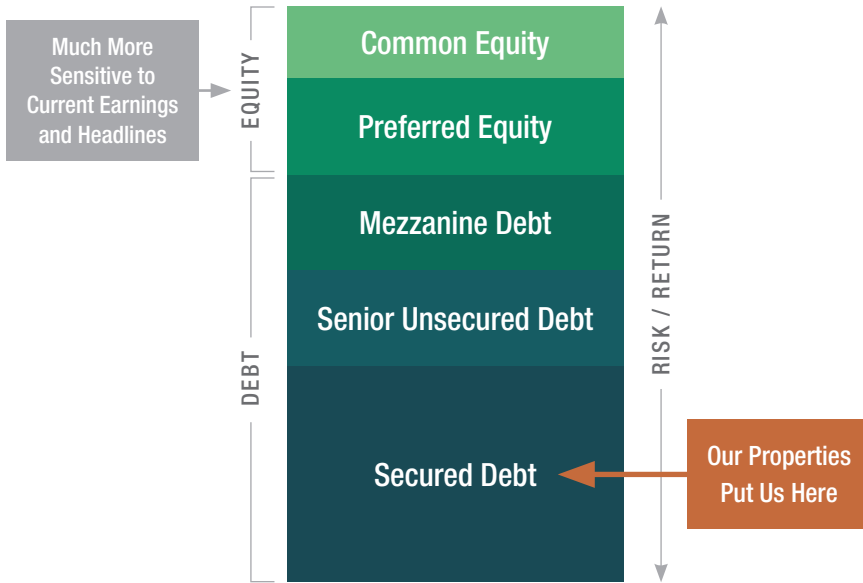 Much More
Sensitive to
Current Earnings
and Headlines
EQUITY
Common Equity
Preferred Equity
DEBT
Mezzanine Debt
Senior Unsecured Debt
Secured Debt
RISK / RETURN
Our Properties
Put Us Here